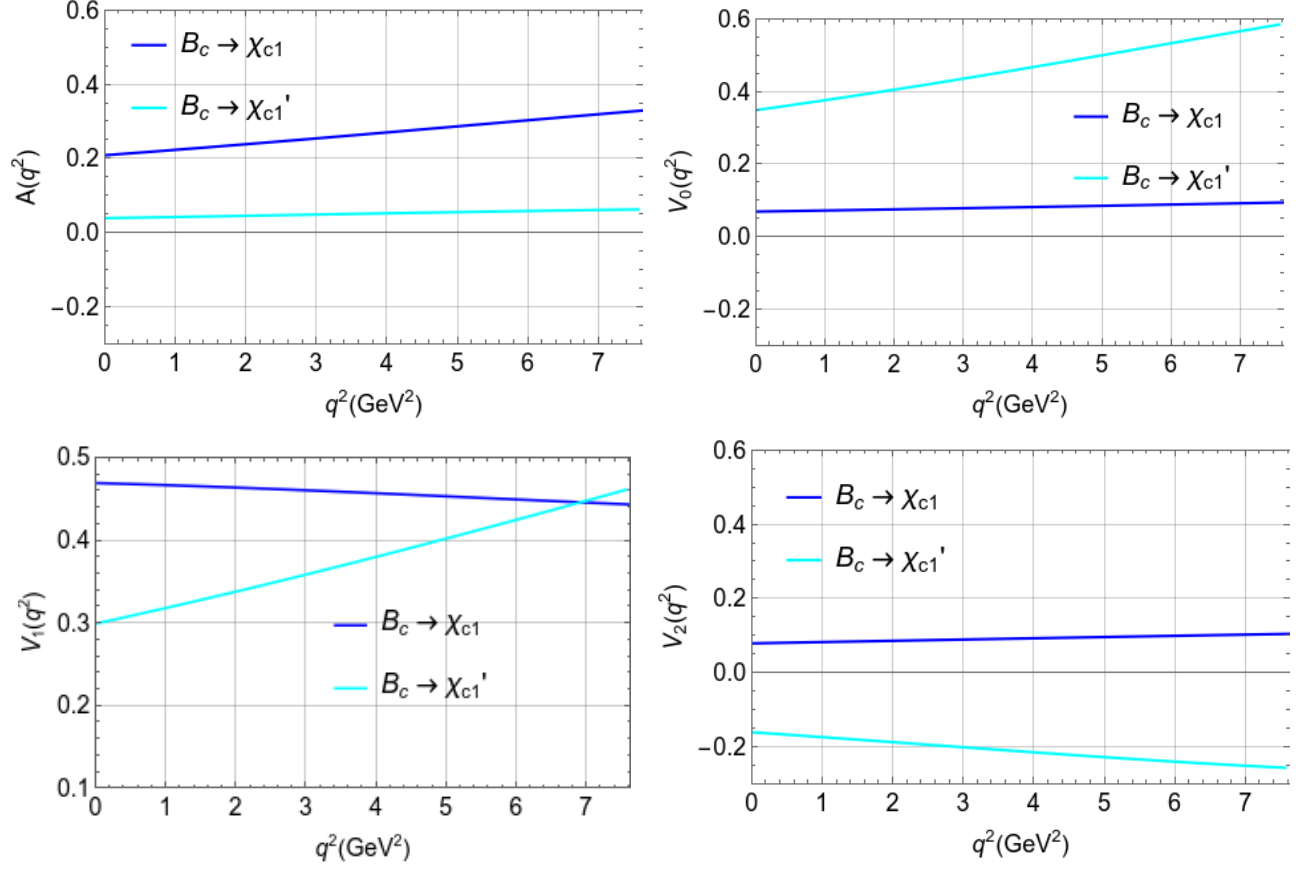 A(q²)
0.6
0.4
0.2
0.0
−0.2
B_c → χ_c1
B_c → χ_c1'
0 1 2 3 4 5 6 7
q²(GeV²)
V₀(q²)
0.6
0.4
0.2
0.0
−0.2
B_c → χ_c1
B_c → χ_c1'
0 1 2 3 4 5 6 7
q²(GeV²)
V₁(q²)
0.5
0.4
0.3
0.2
0.1
B_c → χ_c1
B_c → χ_c1'
0 1 2 3 4 5 6 7
q²(GeV²)
V₂(q²)
0.6
0.4
0.2
0.0
−0.2
B_c → χ_c1
B_c → χ_c1'
0 1 2 3 4 5 6 7
q²(GeV²)